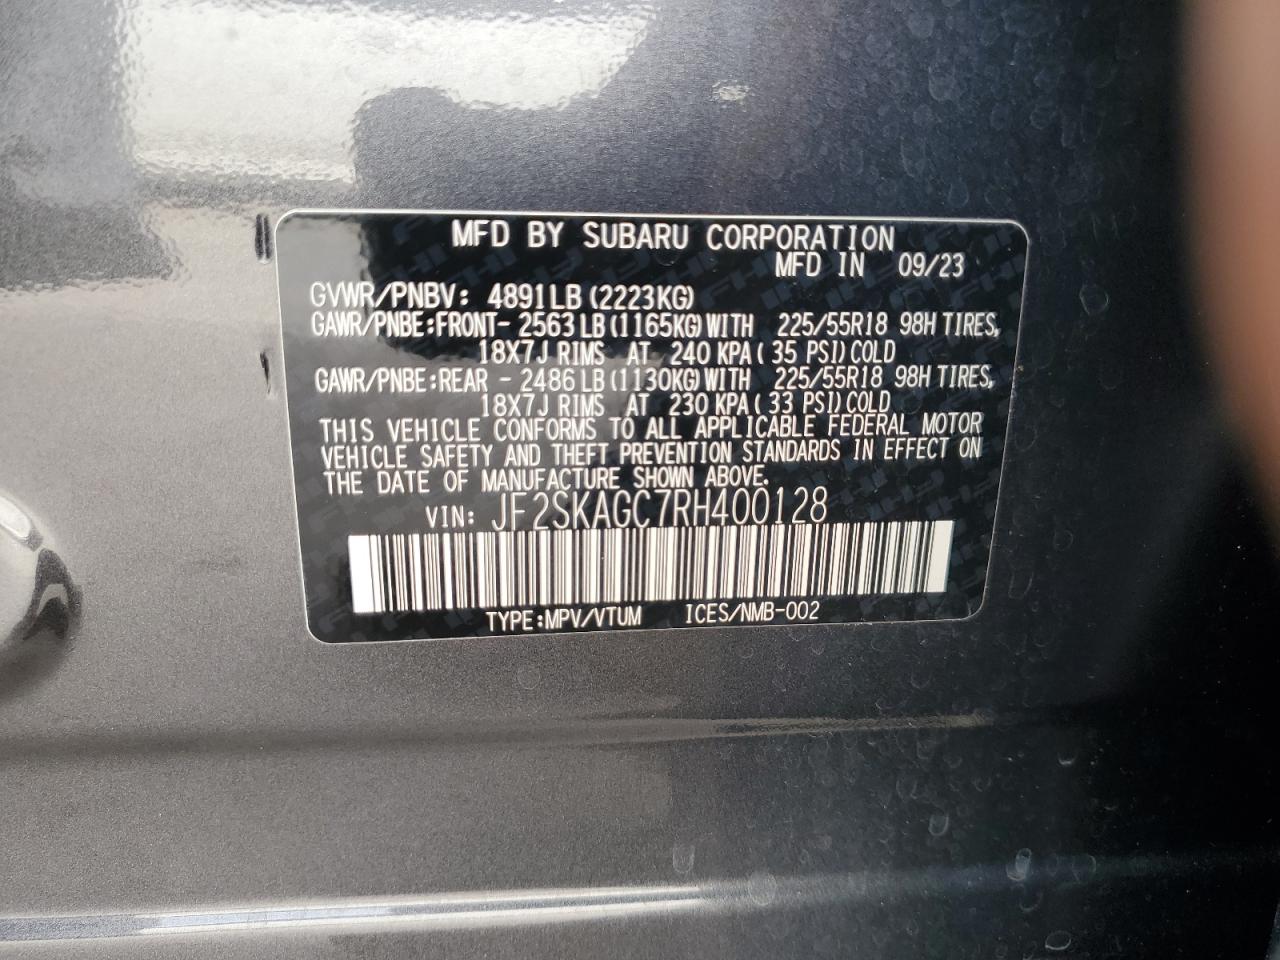 MFD BY SUBARU CORPORATION
MFD IN 09/23
GVWR/PNBV: 4891LB (2223KG)
GAWR/PNBE:FRONT- 2563 LB (1165KG) WITH 225/55R18 98H TIRES,
18X7J RIMS AT 240 KPA ( 35 PSI) COLD
GAWR/PNBE:REAR - 2486 LB (1130KG) WITH 225/55R18 98H TIRES,
18X7J RIMS AT 230 KPA ( 33 PSI) COLD
THIS VEHICLE CONFORMS TO ALL APPLICABLE FEDERAL MOTOR
VEHICLE SAFETY AND THEFT PREVENTION STANDARDS IN EFFECT ON
THE DATE OF MANUFACTURE SHOWN ABOVE.
VIN: JF2SKAGC7RH400128
TYPE:MPV/VTUM ICES/NMB-002